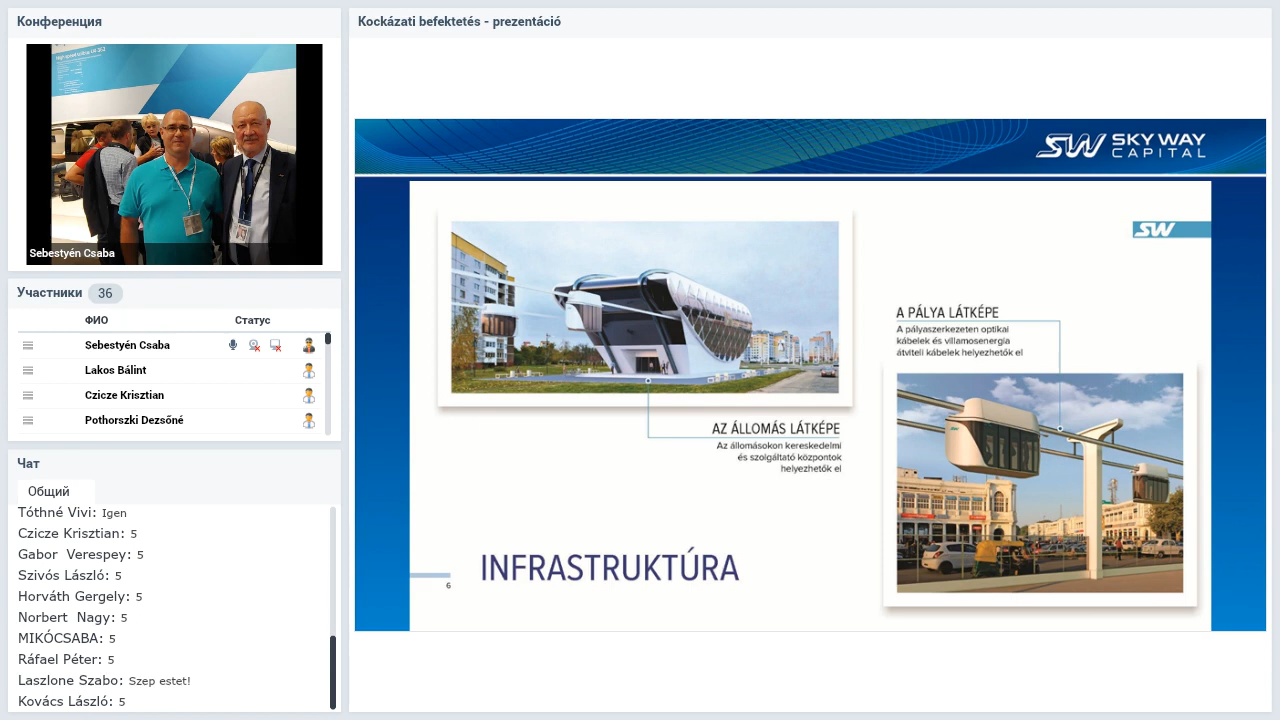 Конференция
Sebestyén Csaba
Участники 36
ФИО Статус
Sebestyén Csaba
Lakos Bálint
Czicze Krisztian
Pothorszki Dezsőné
Чат
Общий
Tóthné Vivi: Igen
Czicze Krisztian: 5
Gabor Verespey: 5
Szivós László: 5
Horváth Gergely: 5
Norbert Nagy: 5
MIKÓCSABA: 5
Ráfael Péter: 5
Laszlone Szabo: Szep estet!
Kovács László: 5
Kockázati befektetés - prezentáció
SW SKY WAY
CAPITAL
SW
A PÁLYA LÁTKÉPE
A pályaszerkezeten optikai
kábelek és villamosenergia
átviteli kábelek helyezhetők el
AZ ÁLLOMÁS LÁTKÉPE
Az állomásokon kereskedelmi
és szolgáltató központok
helyezhetők el
INFRASTRUKTÚRA
6